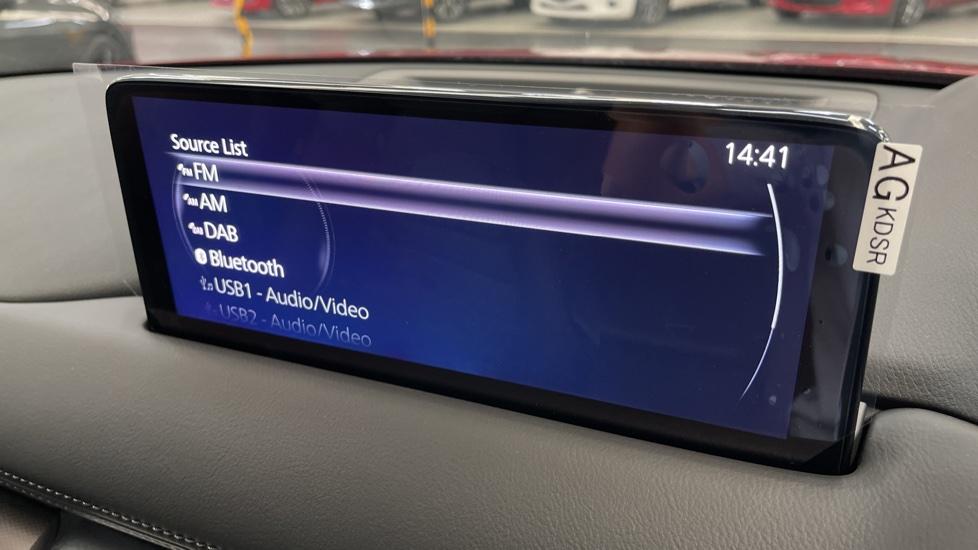 Source List
14:41
FM
AM
DAB
Bluetooth
USB1 - Audio/Video
USB2 - Audio/Video
AG KDSR